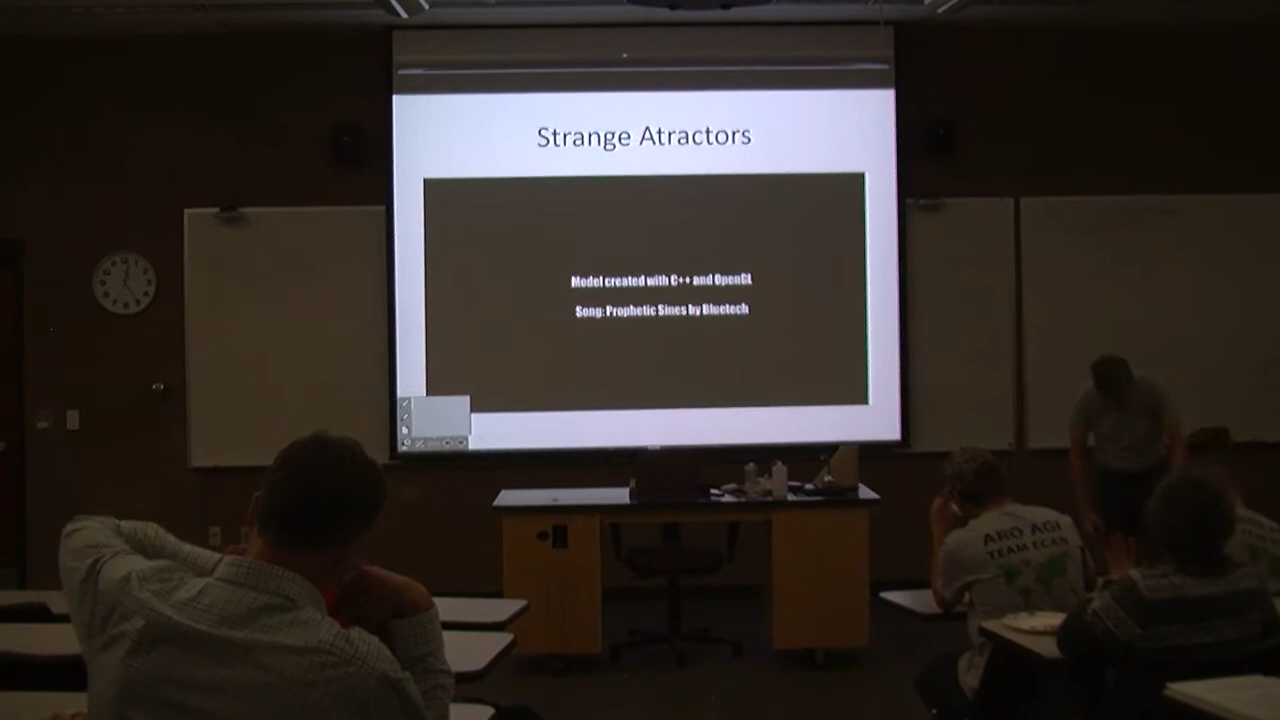 Strange Atractors
Model created with C++ and OpenGL
Song: Prophetic Sines by Bluetech
ARO AGI
TEAM ECAN